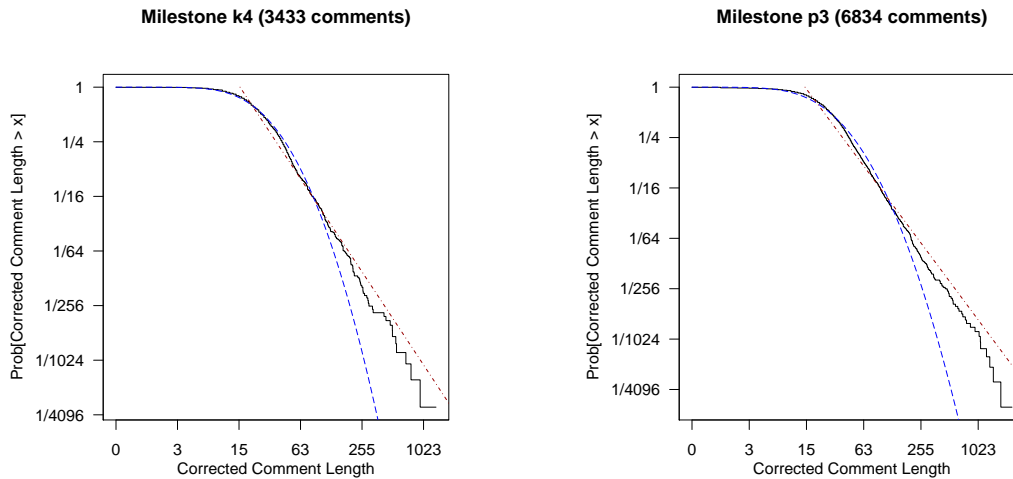 Milestone k4 (3433 comments)
Prob[Corrected Comment Length > x]
1
1/4
1/16
1/64
1/256
1/1024
1/4096
0 3 15 63 255 1023
Corrected Comment Length
Milestone p3 (6834 comments)
Prob[Corrected Comment Length > x]
1
1/4
1/16
1/64
1/256
1/1024
1/4096
0 3 15 63 255 1023
Corrected Comment Length